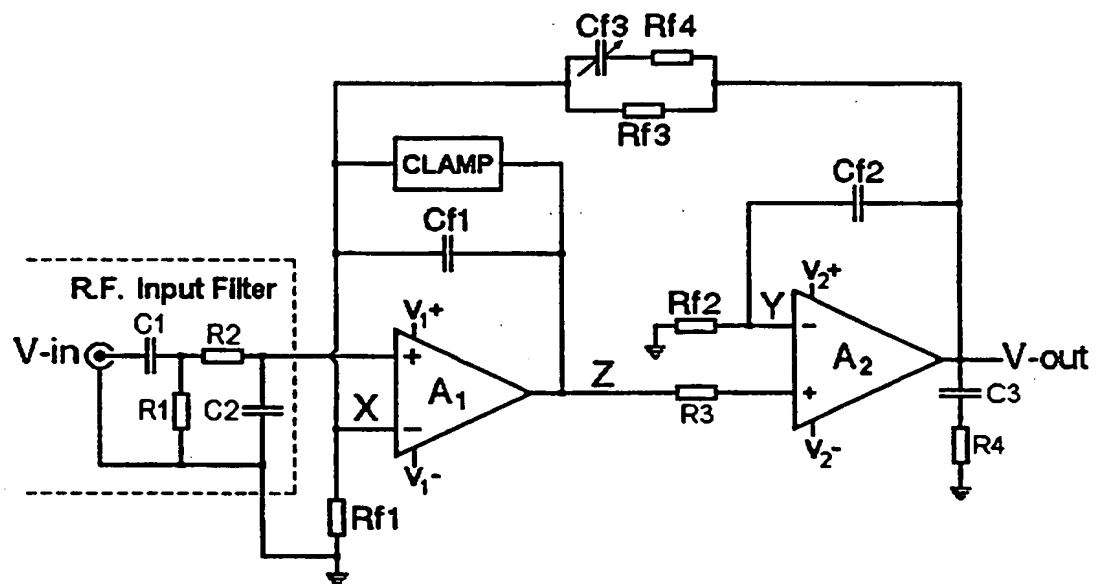 Cf3 Rf4
Rf3
CLAMP
Cf2
Cf1
R.F. Input Filter
V1+
V2+
Rf2
Y
C1
R2
V-in
+
−
A1
Z
A2
V-out
R1
C2
X
−
R3
+
C3
V1-
V2-
R4
Rf1